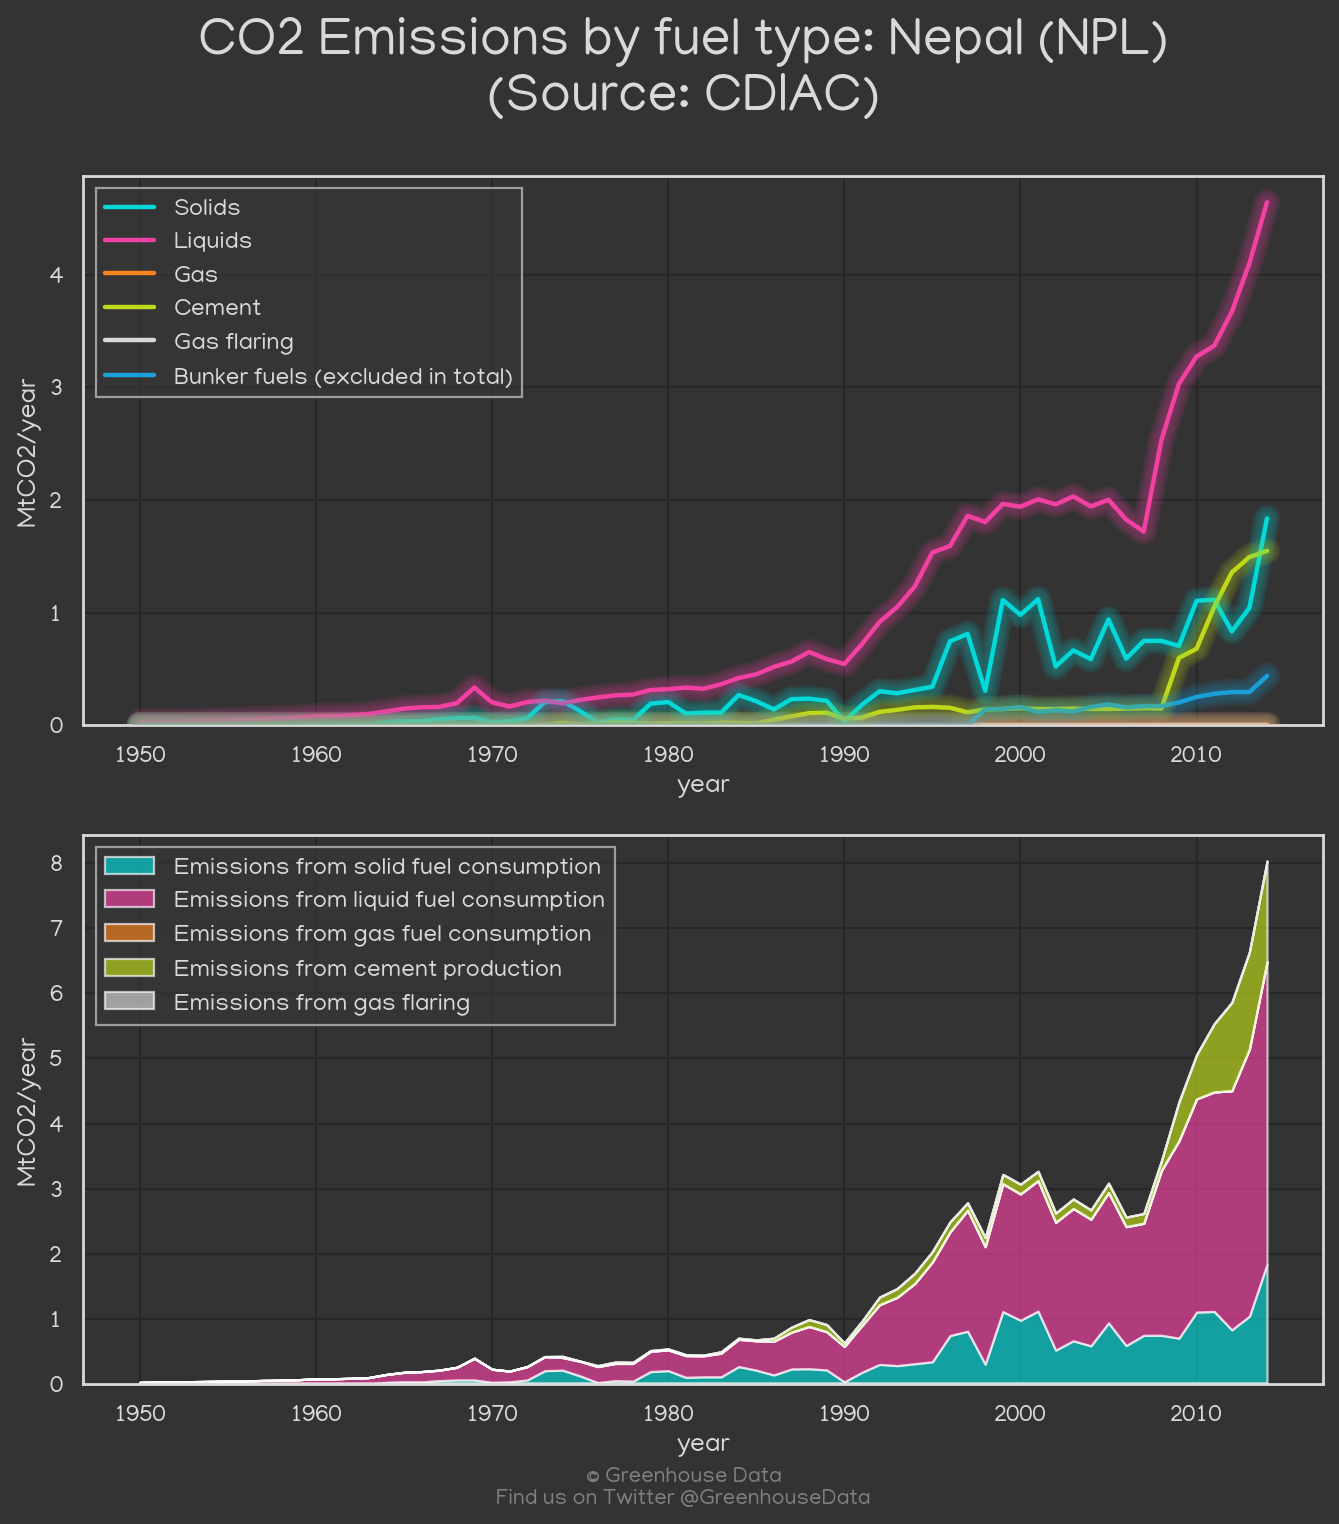 CO2 Emissions by fuel type: Nepal (NPL)
(Source: CDIAC)
Solids
Liquids
Gas
Cement
Gas flaring
Bunker fuels (excluded in total)
4
3
2
1
0
MtCO2/year
1950 1960 1970 1980 1990 2000 2010
year
Emissions from solid fuel consumption
Emissions from liquid fuel consumption
Emissions from gas fuel consumption
Emissions from cement production
Emissions from gas flaring
8
7
6
5
4
3
2
1
0
MtCO2/year
1950 1960 1970 1980 1990 2000 2010
year
© Greenhouse Data
Find us on Twitter @GreenhouseData